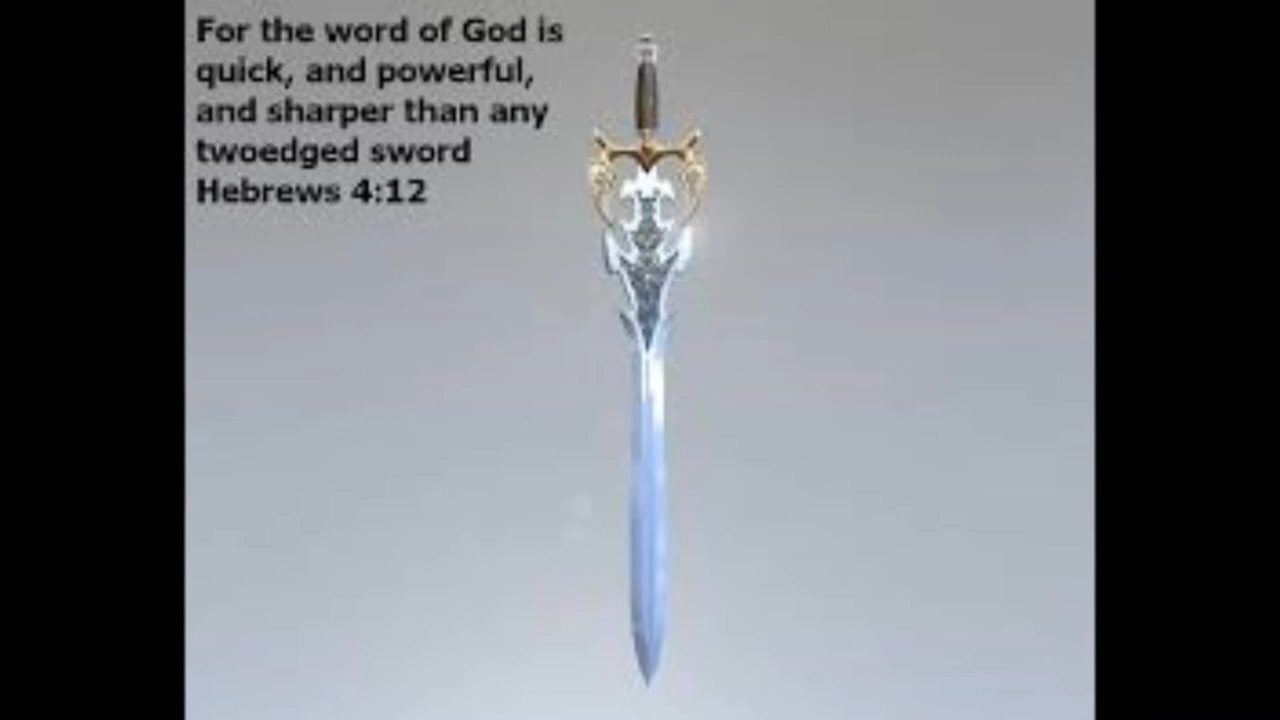 For the word of God is
quick, and powerful,
and sharper than any
twoedged sword
Hebrews 4:12